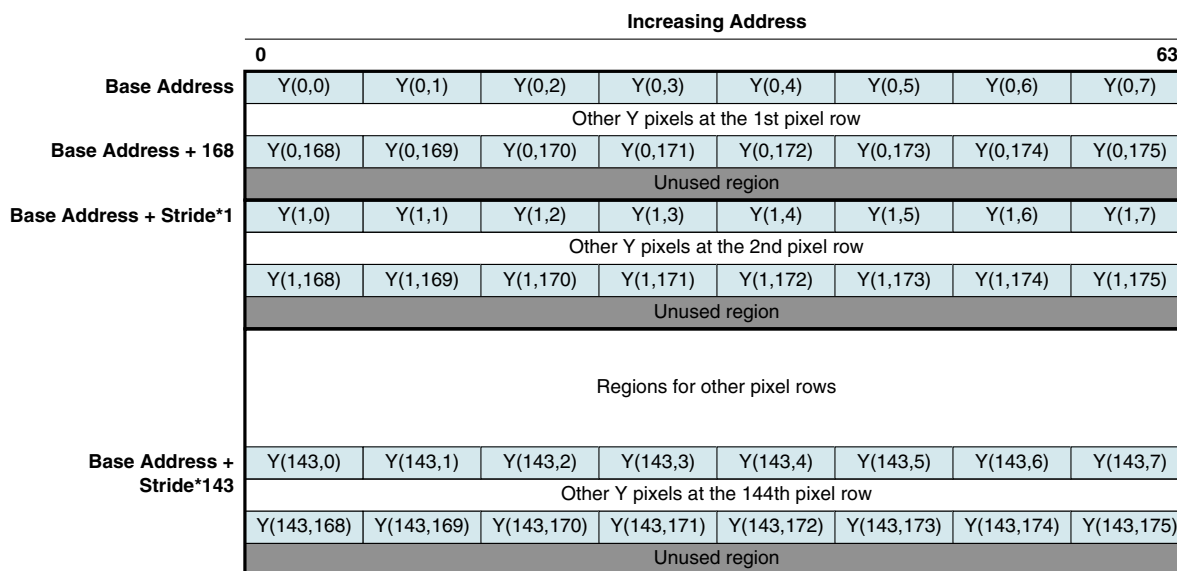 Increasing Address
0 63
Base Address Y(0,0) Y(0,1) Y(0,2) Y(0,3) Y(0,4) Y(0,5) Y(0,6) Y(0,7)
Other Y pixels at the 1st pixel row
Base Address + 168 Y(0,168) Y(0,169) Y(0,170) Y(0,171) Y(0,172) Y(0,173) Y(0,174) Y(0,175)
Unused region
Base Address + Stride*1 Y(1,0) Y(1,1) Y(1,2) Y(1,3) Y(1,4) Y(1,5) Y(1,6) Y(1,7)
Other Y pixels at the 2nd pixel row
Y(1,168) Y(1,169) Y(1,170) Y(1,171) Y(1,172) Y(1,173) Y(1,174) Y(1,175)
Unused region
Regions for other pixel rows
Base Address + Y(143,0) Y(143,1) Y(143,2) Y(143,3) Y(143,4) Y(143,5) Y(143,6) Y(143,7)
Stride*143 Other Y pixels at the 144th pixel row
Y(143,168) Y(143,169) Y(143,170) Y(143,171) Y(143,172) Y(143,173) Y(143,174) Y(143,175)
Unused region